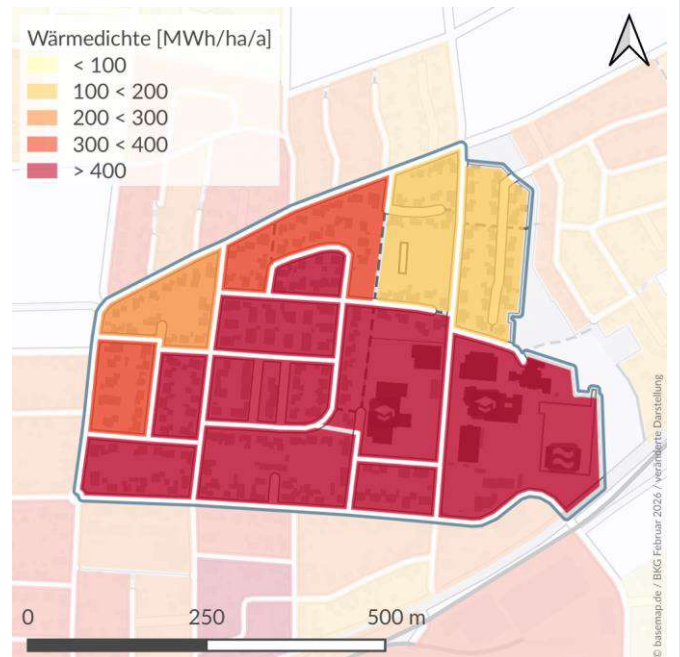 Wärmedichte [MWh/ha/a]
< 100
100 < 200
200 < 300
300 < 400
> 400
0 250 500 m
© basemap.de / BKG Februar 2026 / veränderte Darstellung